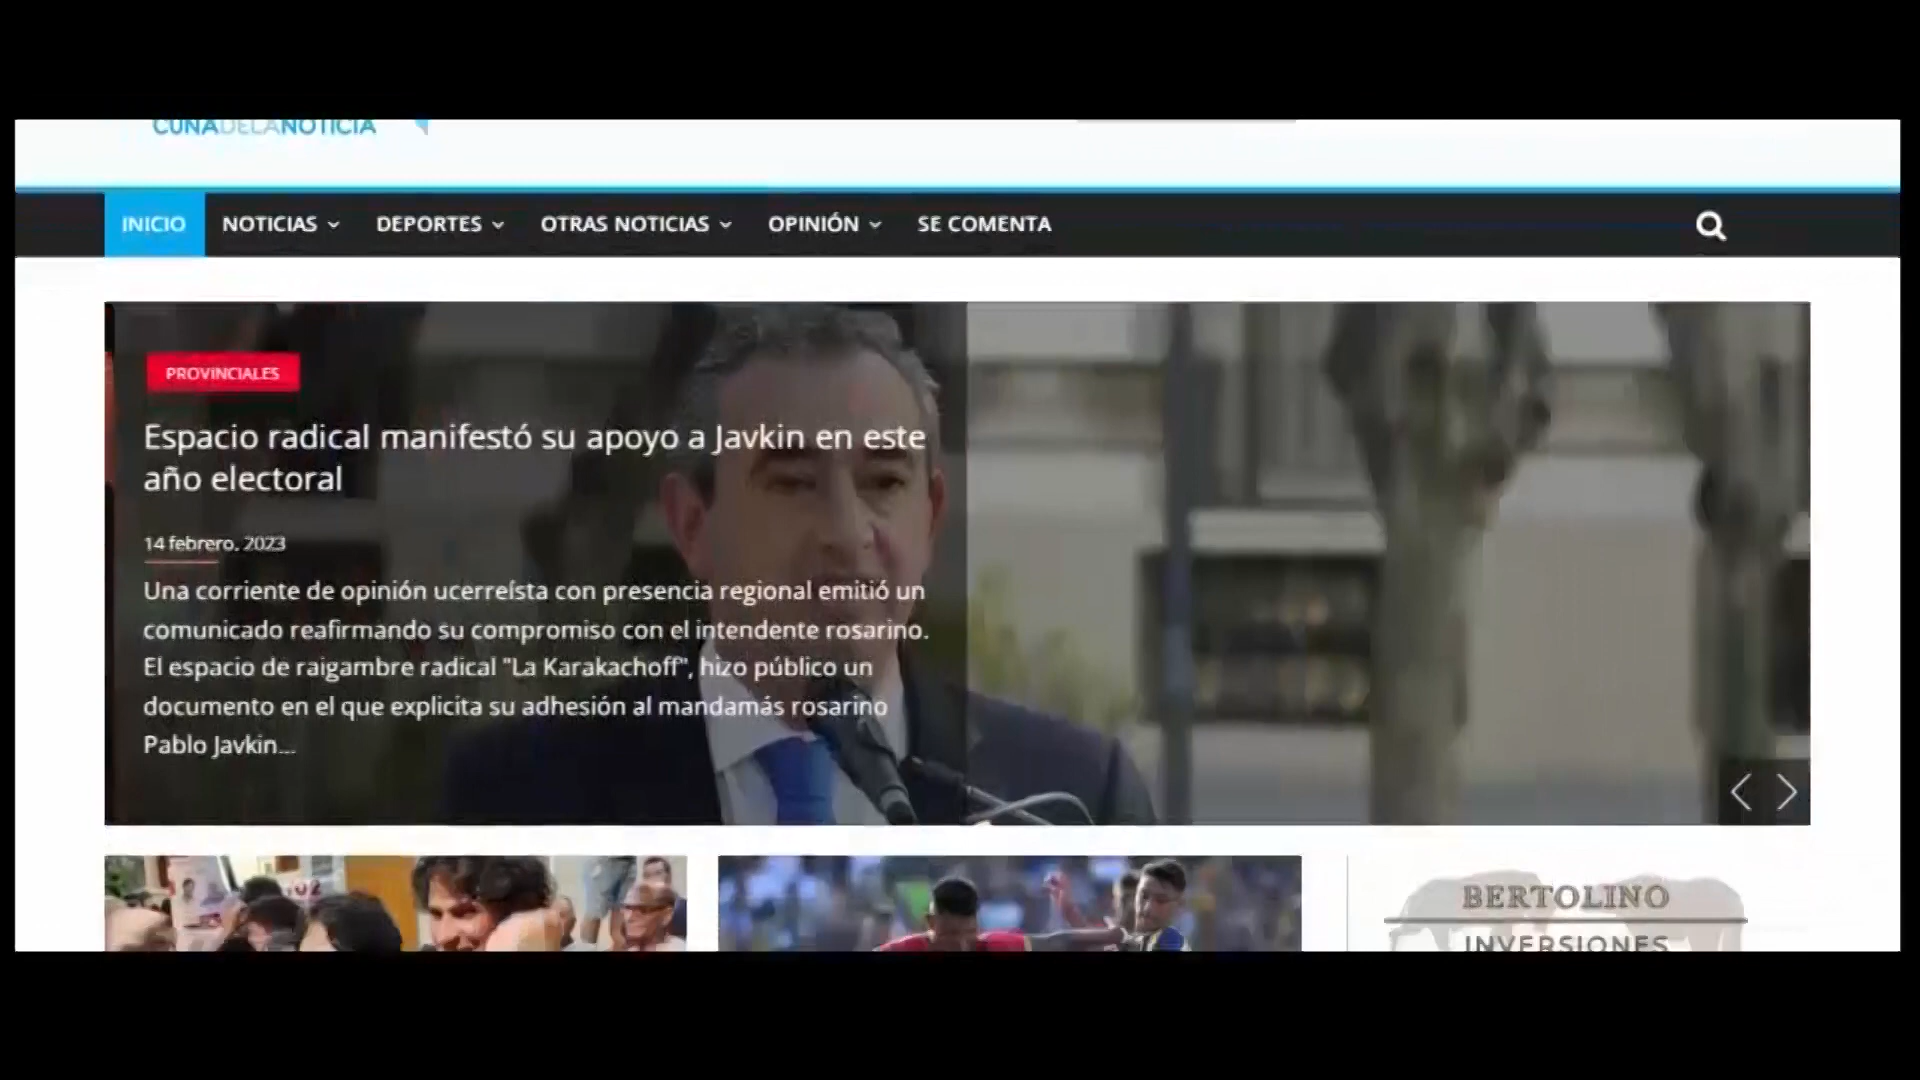 CUNADELANOTICIA
INICIO NOTICIAS DEPORTES OTRAS NOTICIAS OPINIÓN SE COMENTA
PROVINCIALES
Espacio radical manifestó su apoyo a Javkin en este
año electoral
14 febrero, 2023
Una corriente de opinión ucerreísta con presencia regional emitió un
comunicado reafirmando su compromiso con el intendente rosarino.
El espacio de raigambre radical "La Karakachoff", hizo público un
documento en el que explicita su adhesión al mandamás rosarino
Pablo Javkin...
BERTOLINO
INVERSIONES